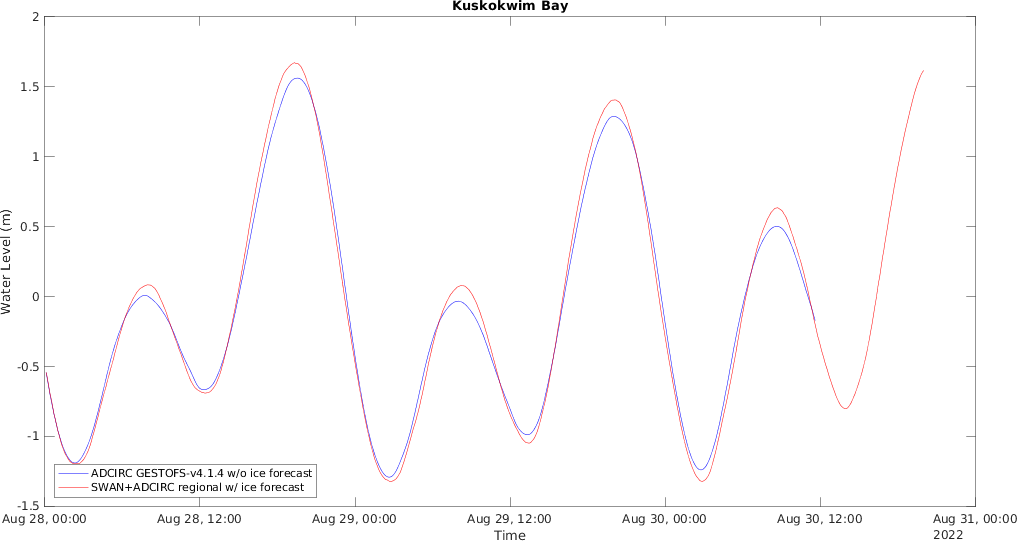 Kuskokwim Bay
2
1.5
1
0.5
0
-0.5
-1
-1.5
Water Level (m)
ADCIRC GESTOFS-v4.1.4 w/o ice forecast
SWAN+ADCIRC regional w/ ice forecast
Aug 28, 00:00 Aug 28, 12:00 Aug 29, 00:00 Aug 29, 12:00 Aug 30, 00:00 Aug 30, 12:00 Aug 31, 00:00
Time 2022